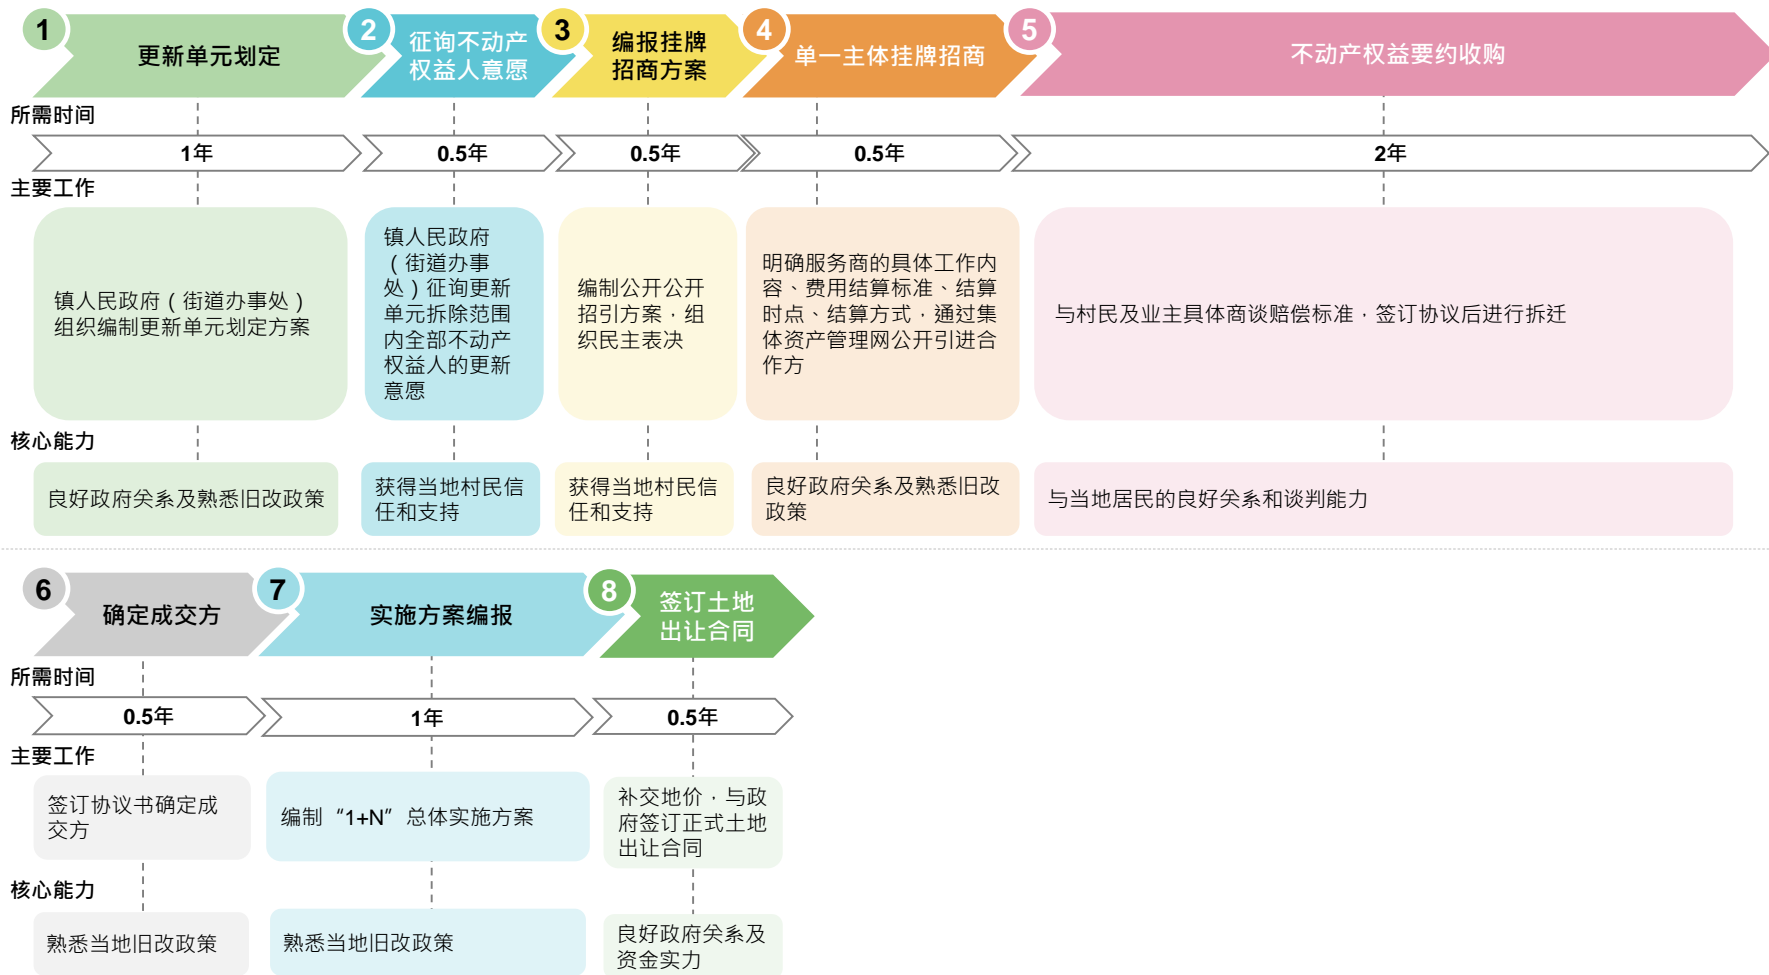 1
更新单元划定
2
征询不动产
权益人意愿
3
编报挂牌
招商方案
4
单一主体挂牌招商
5
不动产权益要约收购
所需时间
1年
0.5年
0.5年
0.5年
2年
主要工作
镇人民政府（街道办事处）
组织编制更新单元划定方案
镇人民政府
（街道办事
处）征询更新
单元拆除范围
内全部不动产
权益人的更新
意愿
编制公开公开
招引方案，组
织民主表决
明确服务商的具体工作内
容、费用结算标准、结算
时点、结算方式，通过集
体资产管理网公开引进合
作方
与村民及业主具体商谈赔偿标准，签订协议后进行拆迁
核心能力
良好政府关系及熟悉旧改政策
获得当地村民信
任和支持
获得当地村民信
任和支持
良好政府关系及熟悉旧改
政策
与当地居民的良好关系和谈判能力
6
确定成交方
7
实施方案编报
8
签订土地
出让合同
所需时间
0.5年
1年
0.5年
主要工作
签订协议书确定成
交方
编制“1+N”总体实施方案
补交地价，与政
府签订正式土地
出让合同
核心能力
熟悉当地旧改政策
熟悉当地旧改政策
良好政府关系及
资金实力